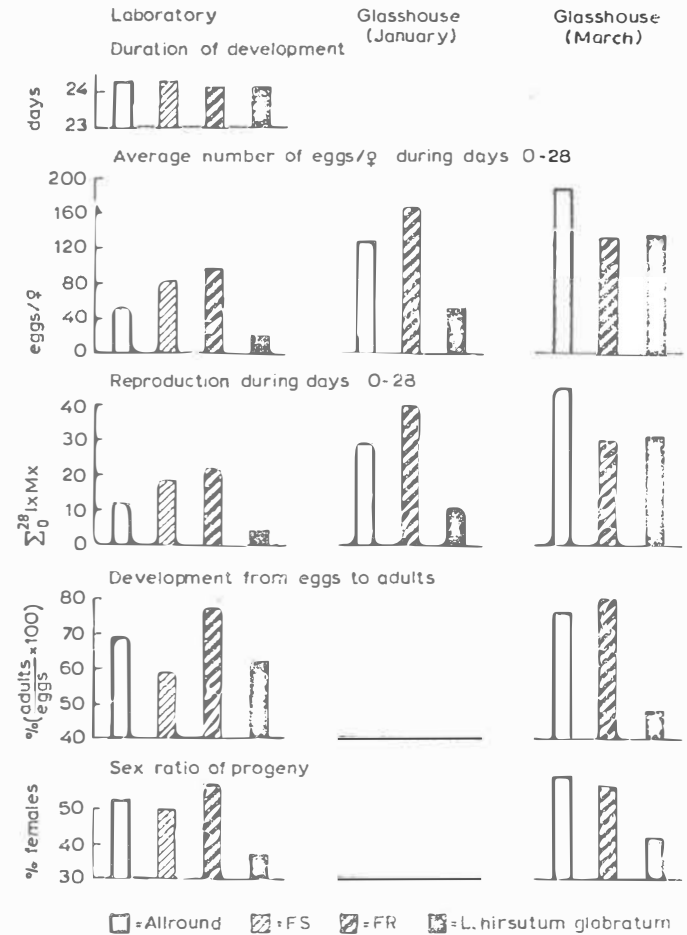 Laboratory
Glasshouse
(January)
Glasshouse
(March)
Duration of development
days
24
23
Average number of eggs/♀ during days 0-28
eggs/♀
200
160
120
80
40
0
Reproduction during days 0-28
∑₀²⁸ lxMx
40
30
20
10
0
Development from eggs to adults
%(adults/eggs ×100)
80
70
60
50
40
Sex ratio of progeny
% females
50
40
30
=Allround =FS =FR =L. hirsutum glabratum